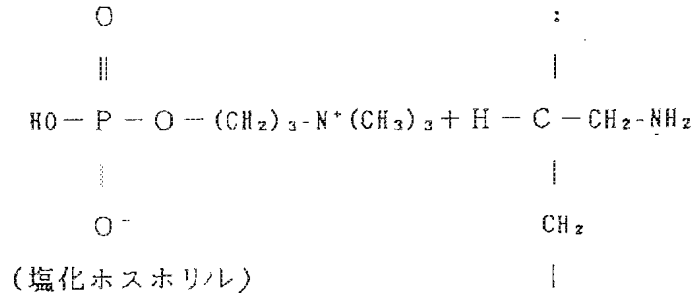 O :
|| |
HO－P－O－(CH₂)₃-N⁺(CH₃)₃+H－C－CH₂-NH₂
| |
O⁻ CH₂
(塩化ホスホリル) |